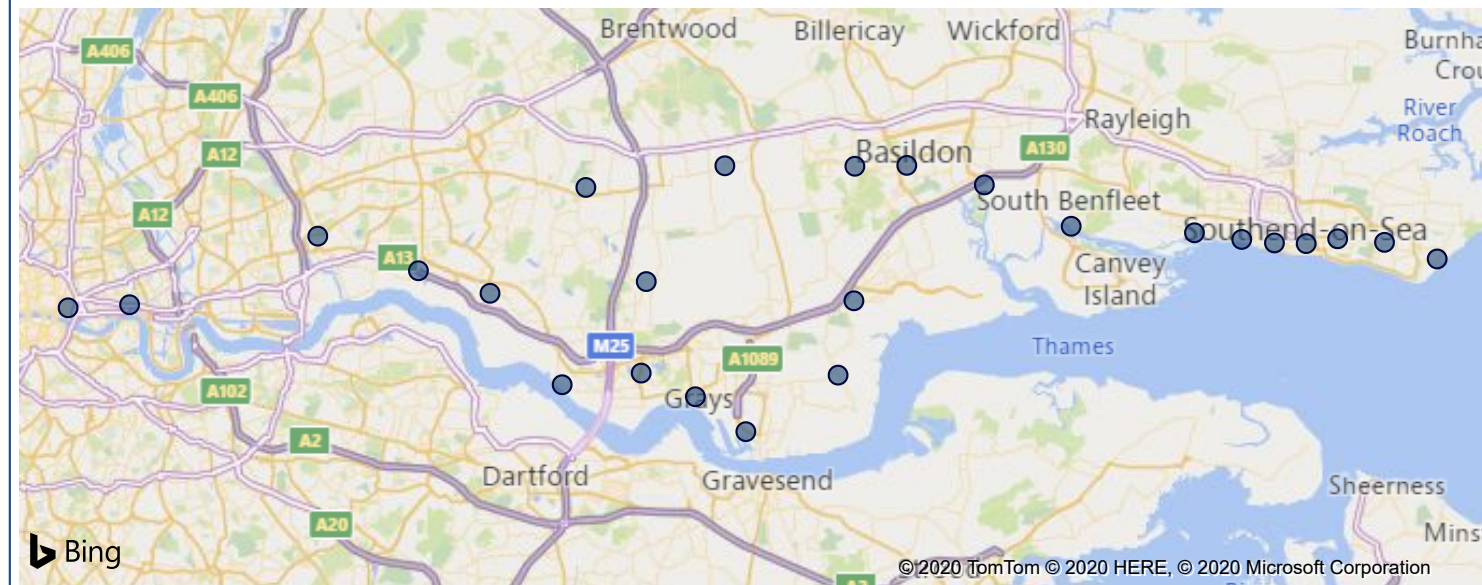 Brentwood
Billericay
Wickford
Burnha
Crou
A406
A406
River
Roach
Rayleigh
A12
A130
Basildon
A12
South Benfleet
Southend-on-Sea
A13
Canvey
Island
M25
Thames
A1089
A102
Grays
A2
Dartford
Gravesend
Sheerness
A20
Mins
Bing
©2020 TomTom © 2020 HERE, © 2020 Microsoft Corporation